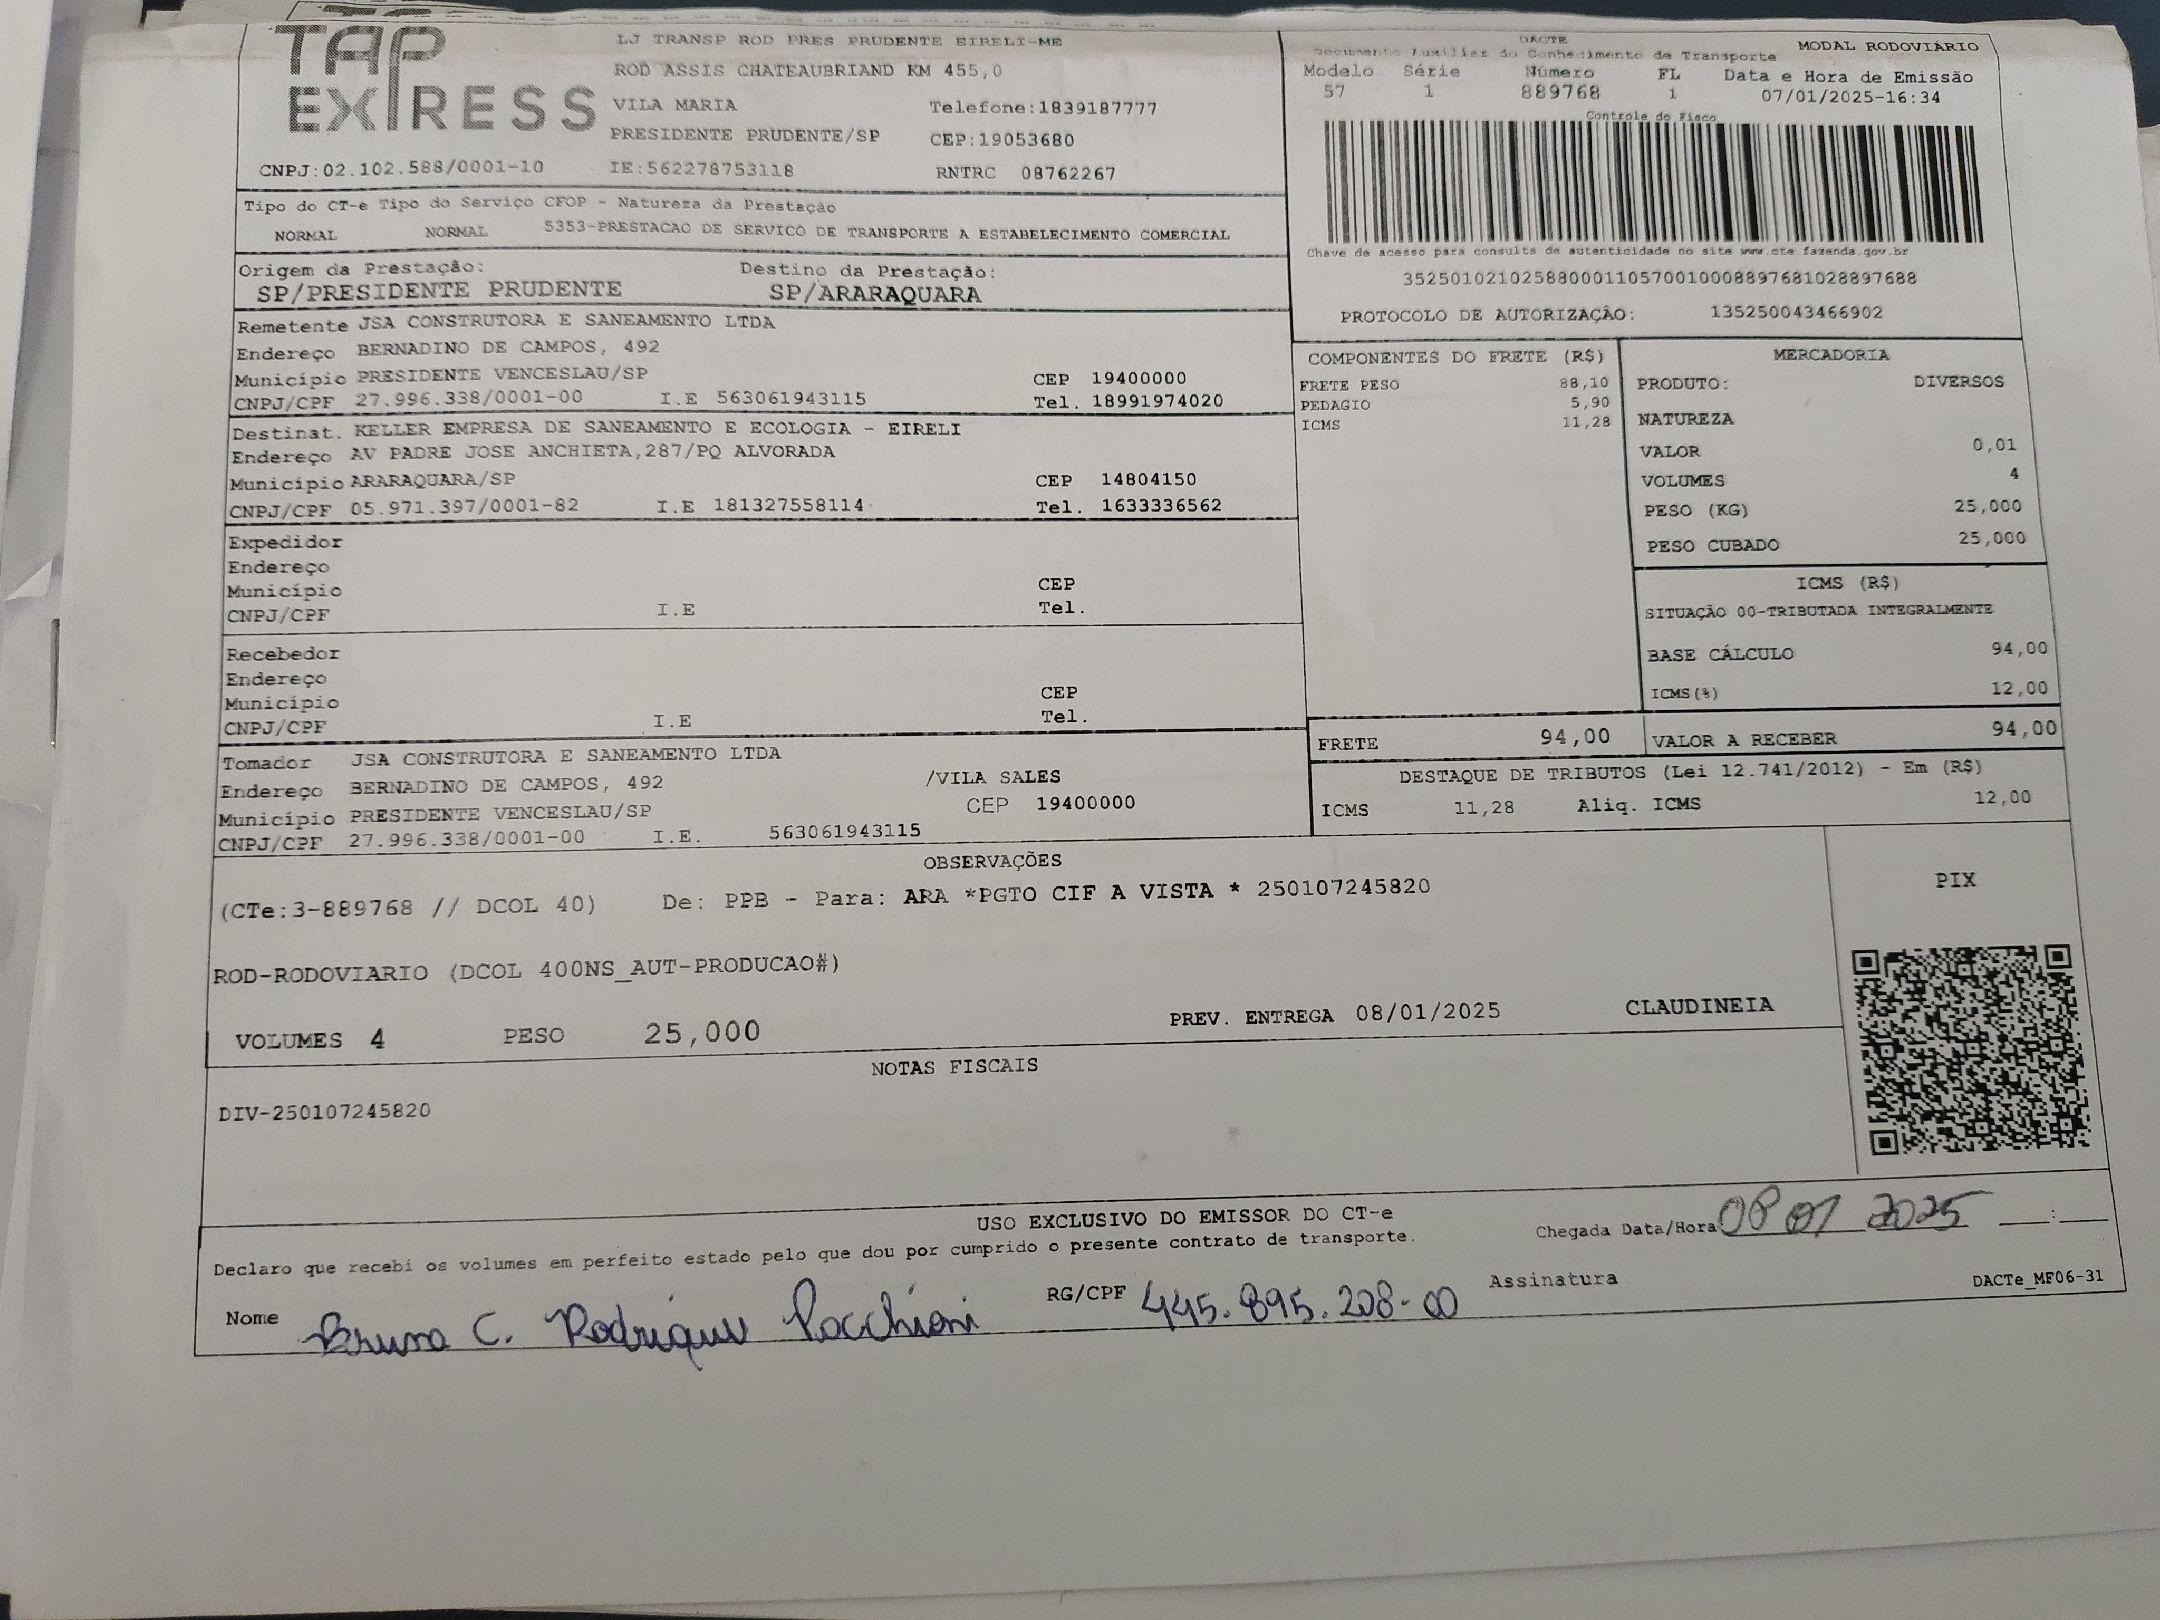 TAP
EXPRESS
LJ TRANSP ROD PRES PRUDENTE EIRELI-ME
ROD ASSIS CHATEAUBRIAND KM 455,0
VILA MARIA Telefone:1839187777
PRESIDENTE PRUDENTE/SP CEP:19053680
CNPJ:02.102.588/0001-10 IE:562278753118 RNTRC 08762267
DACTE
Documento Auxiliar do Conhecimento de Transporte MODAL RODOVIÁRIO
Modelo Série Número FL Data e Hora de Emissão
57 1 889768 1 07/01/2025-16:34
Controle do Fisco
Chave de acesso para consulta de autenticidade no site www.cte.fazenda.gov.br
35250102102588000110570010008897681028897688
PROTOCOLO DE AUTORIZAÇÃO: 135250043466902
Tipo do CT-e Tipo do Serviço CFOP - Natureza da Prestação
NORMAL NORMAL 5353-PRESTACAO DE SERVICO DE TRANSPORTE A ESTABELECIMENTO COMERCIAL
Origem da Prestação: Destino da Prestação:
SP/PRESIDENTE PRUDENTE SP/ARARAQUARA
Remetente JSA CONSTRUTORA E SANEAMENTO LTDA
Endereço BERNADINO DE CAMPOS, 492
Município PRESIDENTE VENCESLAU/SP CEP 19400000
CNPJ/CPF 27.996.338/0001-00 I.E 563061943115 Tel. 18991974020
Destinat. KELLER EMPRESA DE SANEAMENTO E ECOLOGIA - EIRELI
Endereço AV PADRE JOSE ANCHIETA,287/PQ ALVORADA
Município ARARAQUARA/SP CEP 14804150
CNPJ/CPF 05.971.397/0001-82 I.E 181327558114 Tel. 1633336562
Expedidor
Endereço
Município CEP
CNPJ/CPF I.E Tel.
Recebedor
Endereço
Município CEP
CNPJ/CPF I.E Tel.
Tomador JSA CONSTRUTORA E SANEAMENTO LTDA
Endereço BERNADINO DE CAMPOS, 492 /VILA SALES
Município PRESIDENTE VENCESLAU/SP CEP 19400000
CNPJ/CPF 27.996.338/0001-00 I.E. 563061943115
COMPONENTES DO FRETE (R$)
FRETE PESO 88,10
PEDAGIO 5,90
ICMS 11,28
MERCADORIA
PRODUTO: DIVERSOS
NATUREZA
VALOR 0,01
VOLUMES 4
PESO (KG) 25,000
PESO CUBADO 25,000
ICMS (R$)
SITUAÇÃO 00-TRIBUTADA INTEGRALMENTE
BASE CÁLCULO 94,00
ICMS(%) 12,00
FRETE 94,00 VALOR A RECEBER 94,00
DESTAQUE DE TRIBUTOS (Lei 12.741/2012) - Em (R$)
ICMS 11,28 Aliq. ICMS 12,00
OBSERVAÇÕES
(CTe:3-889768 // DCOL 40) De: PPB - Para: ARA *PGTO CIF A VISTA * 250107245820
ROD-RODOVIARIO (DCOL 400NS_AUT-PRODUCAO#)
VOLUMES 4 PESO 25,000 PREV. ENTREGA 08/01/2025 CLAUDINEIA
PIX
NOTAS FISCAIS
DIV-250107245820
USO EXCLUSIVO DO EMISSOR DO CT-e
Declaro que recebi os volumes em perfeito estado pelo que dou por cumprido o presente contrato de transporte.
Chegada Data/Hora 08 01 2025 ___:___
Nome Bruna C. Rodrigues Pocchioni RG/CPF 445.895.208-00 Assinatura
DACTe_MF06-31